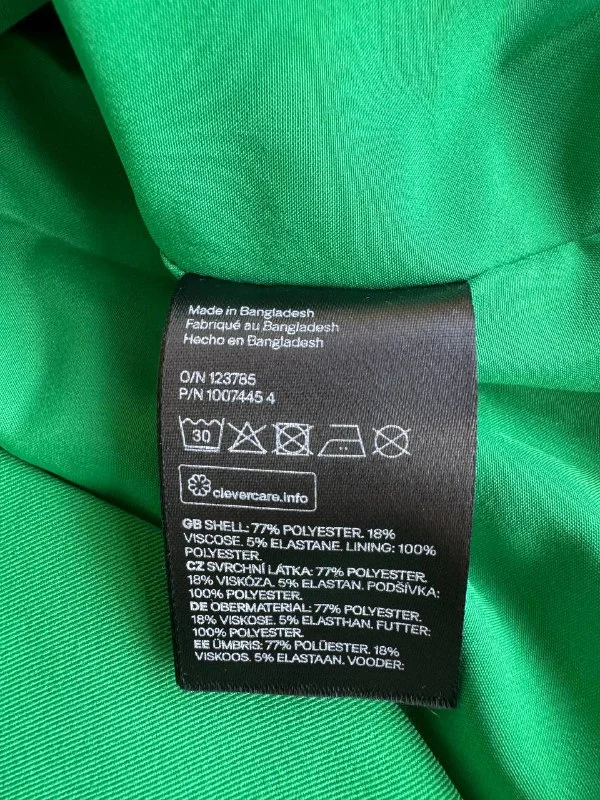 Made in Bangladesh
Fabriqué au Bangladesh
Hecho en Bangladesh
O/N 123785
P/N 1007445 4
30
clevercare.info
GB SHELL: 77% POLYESTER. 18%
VISCOSE. 5% ELASTANE. LINING: 100%
POLYESTER.
CZ SVRCHNÍ LÁTKA: 77% POLYESTER.
18% VISKÓZA. 5% ELASTAN. PODŠÍVKA:
100% POLYESTER.
DE OBERMATERIAL: 77% POLYESTER.
18% VISKOSE. 5% ELASTHAN. FUTTER:
100% POLYESTER.
EE ÜMBRIS: 77% POLÜESTER. 18%
VISKOOS. 5% ELASTAAN. VOODER: